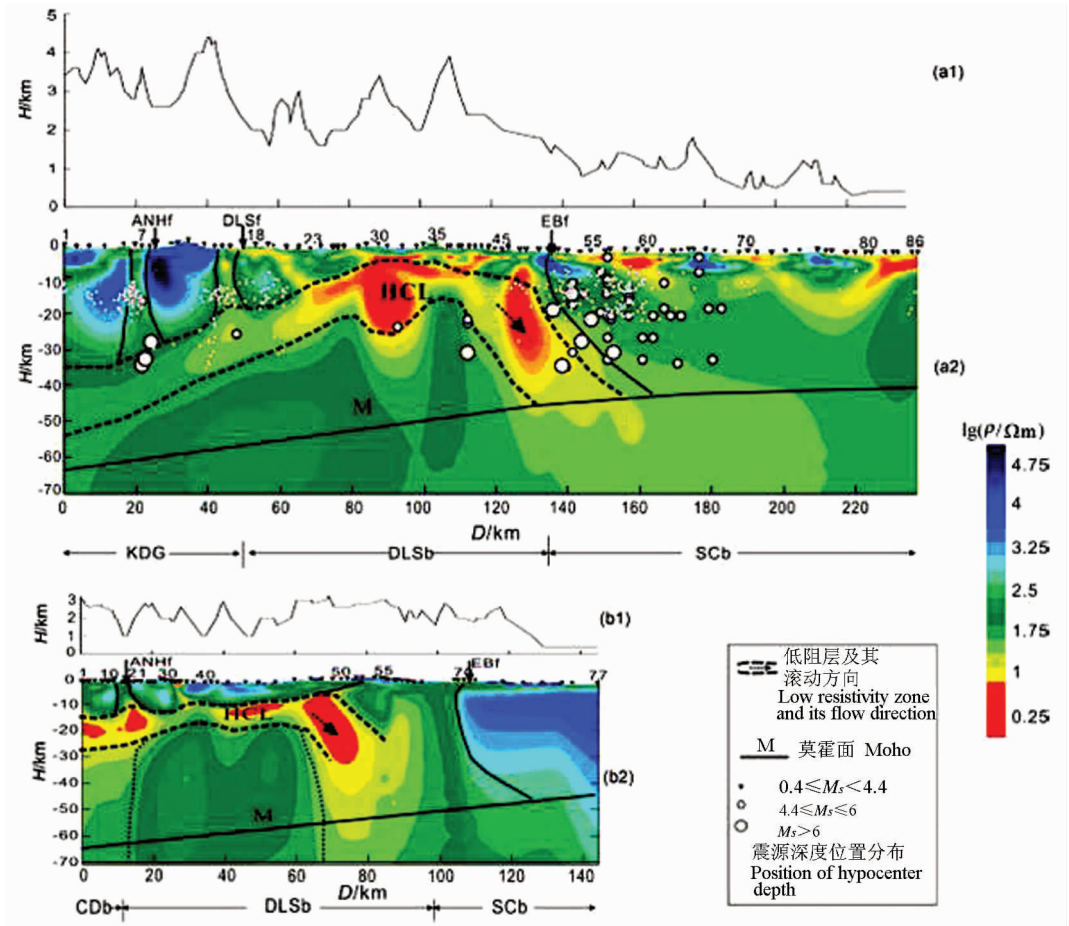 5
4
3
2
1
0
H/km
(a1)
ANHf DLSf EBf
1 7 18 23 30 35 45 55 60 70 80 86
0
-10
-20
-30
-40
-50
-60
-70
H/km
HCL
M
(a2)
0 20 40 60 80 100 120 140 160 180 200 220
D/km
KDG DLSb SCb
lg(ρ/Ωm)
4.75
4
3.25
2.5
1.75
1
0.25
3
2
1
0
H/km
(b1)
ANHf EBf
1 10 21 30 40 50 55 77
0
-10
-20
-30
-40
-50
-60
-70
H/km
HCL
M
(b2)
0 20 40 60 80 100 120 140
D/km
CDb DLSb SCb
低阻层及其
滚动方向
Low resistivity zone
and its flow direction
M 莫霍面 Moho
0.4≤Ms<4.4
4.4≤Ms≤6
Ms>6
震源深度位置分布
Position of hypocenter
depth